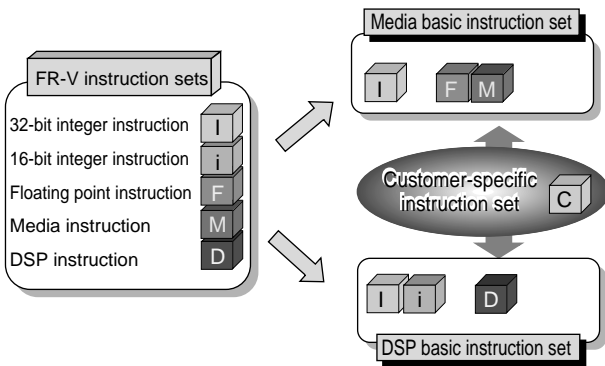 FR-V instruction sets
32-bit integer instruction I
16-bit integer instruction i
Floating point instruction F
Media instruction M
DSP instruction D
Media basic instruction set
I F M
Customer-specific
instruction set C
I i D
DSP basic instruction set